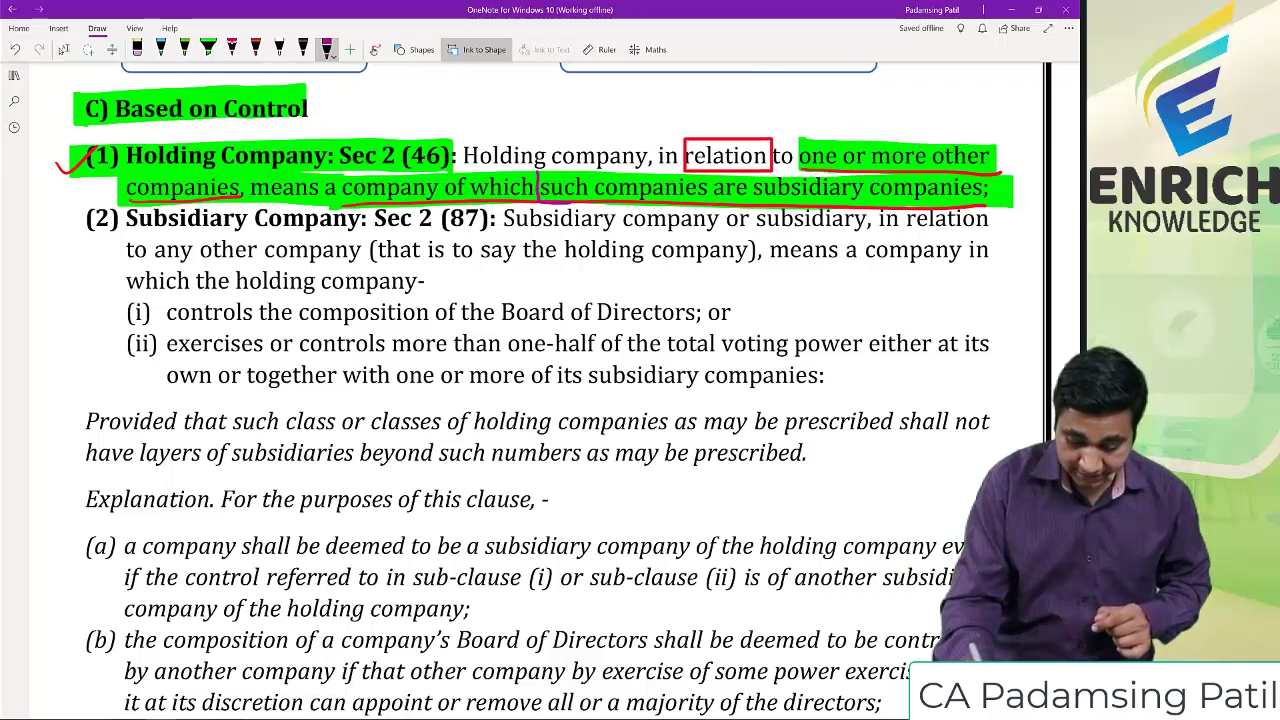 OneNote for Windows 10 (Working offline)
Padamsing Patil
Home Insert Draw View Help
Saved offline
Share
Shapes
Ink to Shape
Ink to Text
Ruler
Maths
C) Based on Control
(1) Holding Company: Sec 2 (46): Holding company, in relation to one or more other
companies, means a company of which such companies are subsidiary companies;
(2) Subsidiary Company: Sec 2 (87): Subsidiary company or subsidiary, in relation
to any other company (that is to say the holding company), means a company in
which the holding company-
(i) controls the composition of the Board of Directors; or
(ii) exercises or controls more than one-half of the total voting power either at its
own or together with one or more of its subsidiary companies:
Provided that such class or classes of holding companies as may be prescribed shall not
have layers of subsidiaries beyond such numbers as may be prescribed.
Explanation. For the purposes of this clause, -
(a) a company shall be deemed to be a subsidiary company of the holding company
if the control referred to in sub-clause (i) or sub-clause (ii) is of another
company of the holding company;
(b) the composition of a company's Board of Directors shall be deemed to be
by another company if that other company by exercise of some power
it at its discretion can appoint or remove all or a majority of the directors;
ENRICH
KNOWLEDGE
CA Padamsing Patil